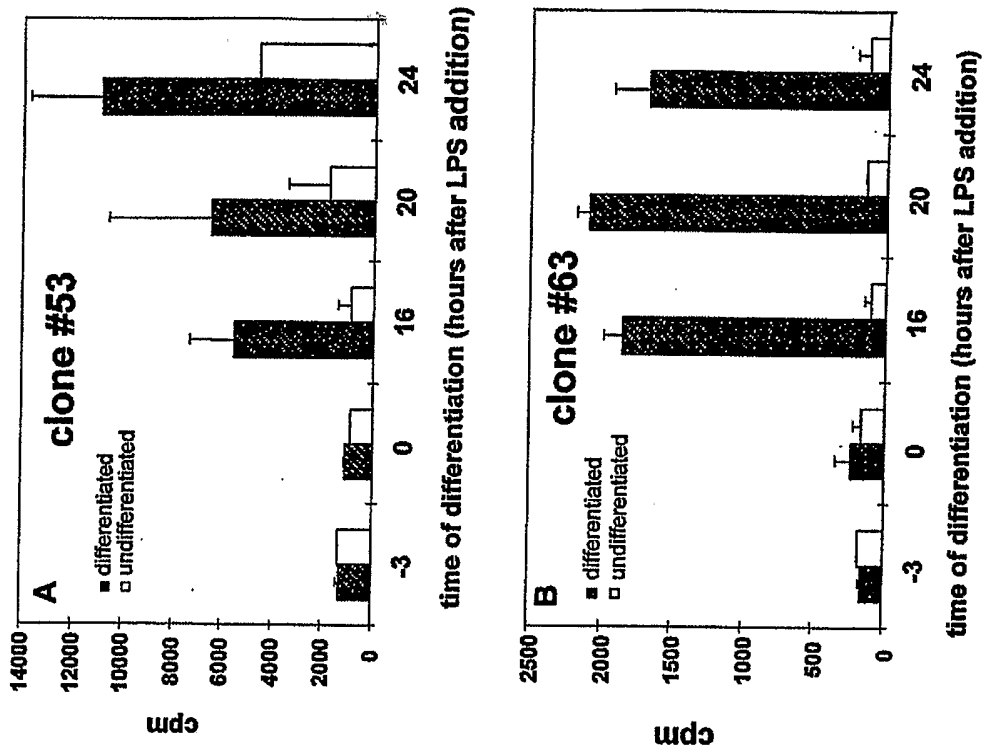 A
clone #53
■ differentiated
□ undifferentiated
14000
12000
10000
8000
6000
4000
2000
0
cpm
-3 0 16 20 24
time of differentiation (hours after LPS addition)
B
clone #63
■ differentiated
□ undifferentiated
2500
2000
1500
1000
500
0
cpm
-3 0 16 20 24
time of differentiation (hours after LPS addition)